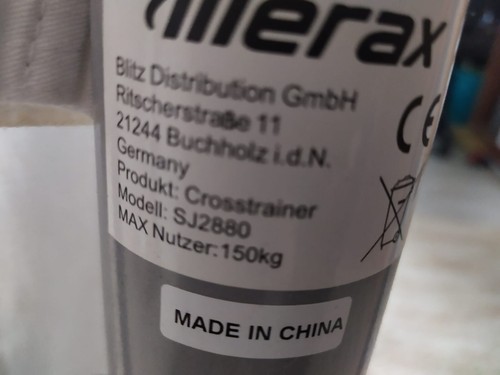 merax
Blitz Distribution GmbH
Ritscherstraße 11
21244 Buchholz i.d.N.
Germany
Produkt: Crosstrainer
Modell: SJ2880
MAX Nutzer:150kg
CE
MADE IN CHINA